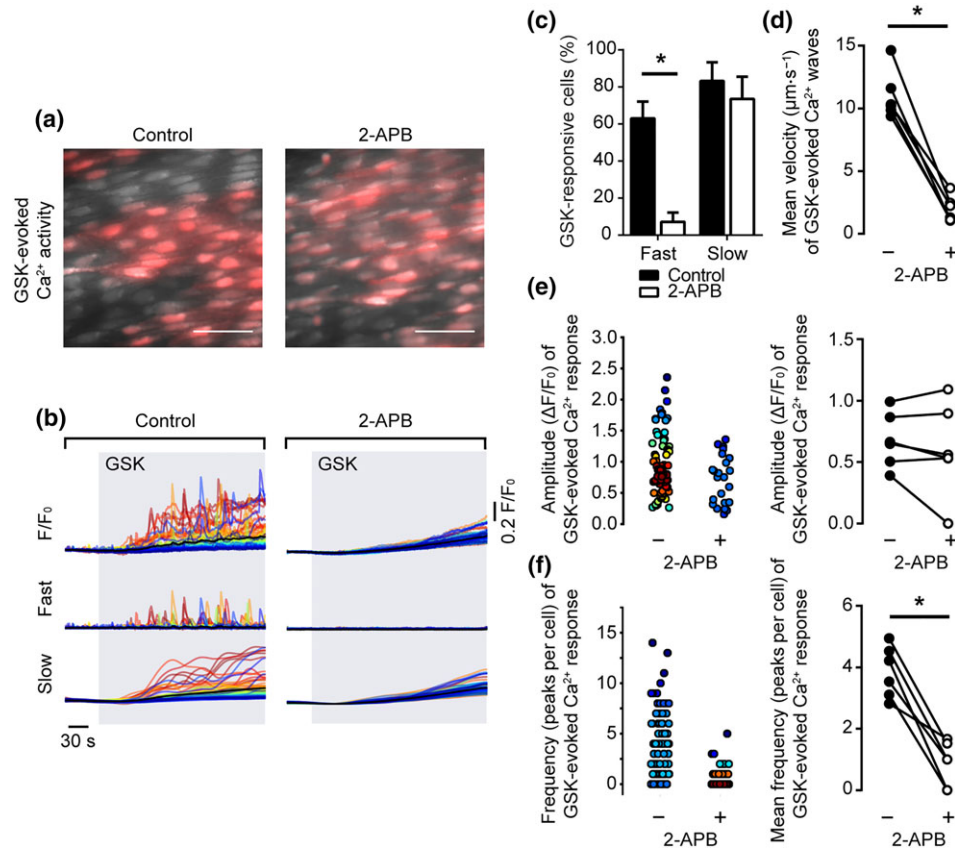 (a)
Control
2-APB
GSK-evoked
Ca²⁺ activity
(b)
Control
2-APB
GSK
GSK
F/F₀
Fast
Slow
0.2 F/F₀
30 s
(c)
GSK-responsive cells (%)
100
80
60
40
20
0
*
Fast
Slow
Control
2-APB
(d)
Mean velocity (µm·s⁻¹)
of GSK-evoked Ca²⁺ waves
15
10
5
0
*
−
+
2-APB
(e)
Amplitude (ΔF/F₀) of
GSK-evoked Ca²⁺ response
3.0
2.5
2.0
1.5
1.0
0.5
0.0
−
+
2-APB
Amplitude (ΔF/F₀) of
GSK-evoked Ca²⁺ response
1.5
1.0
0.5
0.0
−
+
2-APB
(f)
Frequency (peaks per cell) of
GSK-evoked Ca²⁺ response
15
10
5
0
−
+
2-APB
Mean frequency (peaks per cell) of
GSK-evoked Ca²⁺ response
6
4
2
0
*
−
+
2-APB